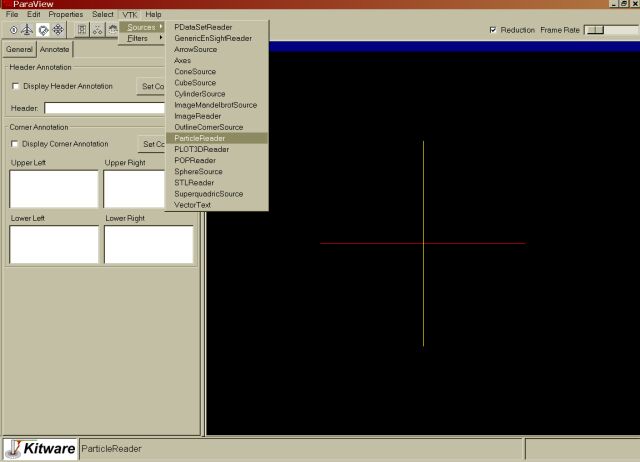 ParaView
File Edit Properties Select VTK Help
Reduction Frame Rate
Sources
Filters
PDataSetReader
GenericEnSightReader
ArrowSource
Axes
ConeSource
CubeSource
CylinderSource
ImageMandelbrotSource
ImageReader
OutlineCornerSource
ParticleReader
PLOT3DReader
POPReader
SphereSource
STLReader
SuperquadricSource
VectorText
General Annotate
Header Annotation
Display Header Annotation Set Co
Header:
Corner Annotation
Display Corner Annotation Set Co
Upper Left Upper Right
Lower Left Lower Right
Kitware ParticleReader